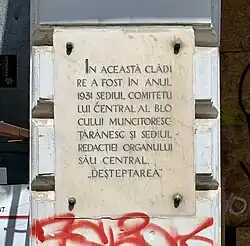 IN ACEASTĂ CLĂDI
RE A FOST ÎN ANUL
1931 SEDIUL COMITETU
LUI CENTRAL AL BLO
CULUI MUNCITORESC
ȚĂRĂNESC ȘI SEDIUL
REDACȚIEI ORGANULUI
SĂU CENTRAL,
„DEȘTEPTAREA”